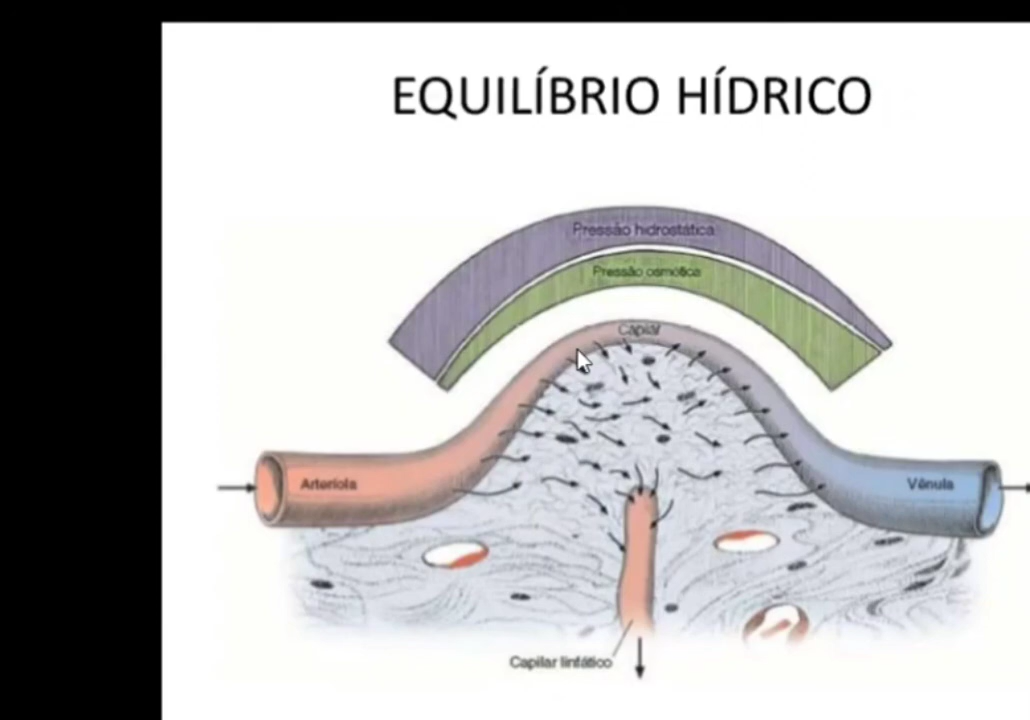 EQUILÍBRIO HÍDRICO
Pressão hidrostática
Pressão osmótica
Capilar
Arteríola
Vênula
Capilar linfático